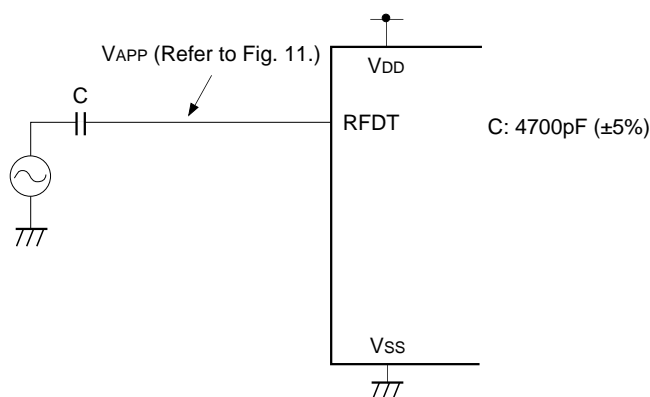 VAPP (Refer to Fig. 11.)
VDD
C
RFDT
C: 4700pF (±5%)
VSS